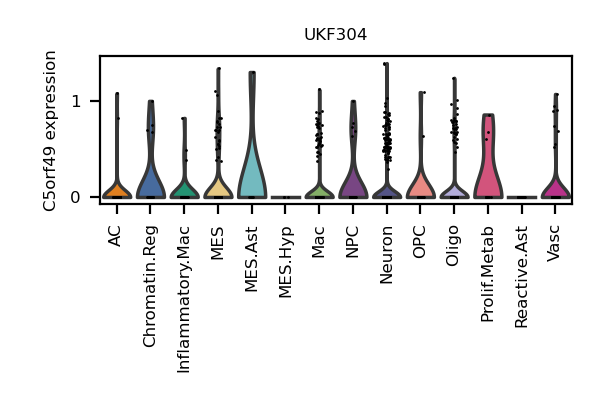 UKF304
C5orf49 expression
1
0
AC
Chromatin.Reg
Inflammatory.Mac
MES
MES.Ast
MES.Hyp
Mac
NPC
Neuron
OPC
Oligo
Prolif.Metab
Reactive.Ast
Vasc